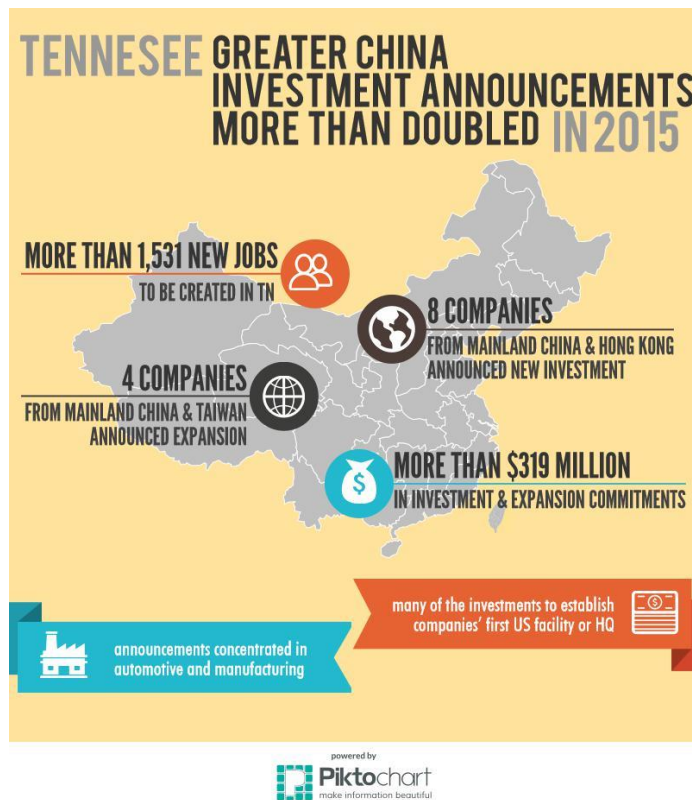 TENNESEE GREATER CHINA
INVESTMENT ANNOUNCEMENTS
MORE THAN DOUBLED IN 2015
MORE THAN 1,531 NEW JOBS
TO BE CREATED IN TN
8 COMPANIES
FROM MAINLAND CHINA & HONG KONG
ANNOUNCED NEW INVESTMENT
4 COMPANIES
FROM MAINLAND CHINA & TAIWAN
ANNOUNCED EXPANSION
$
MORE THAN $319 MILLION
IN INVESTMENT & EXPANSION COMMITMENTS
many of the investments to establish
companies' first US facility or HQ
$
announcements concentrated in
automotive and manufacturing
powered by
Piktochart
make information beautiful